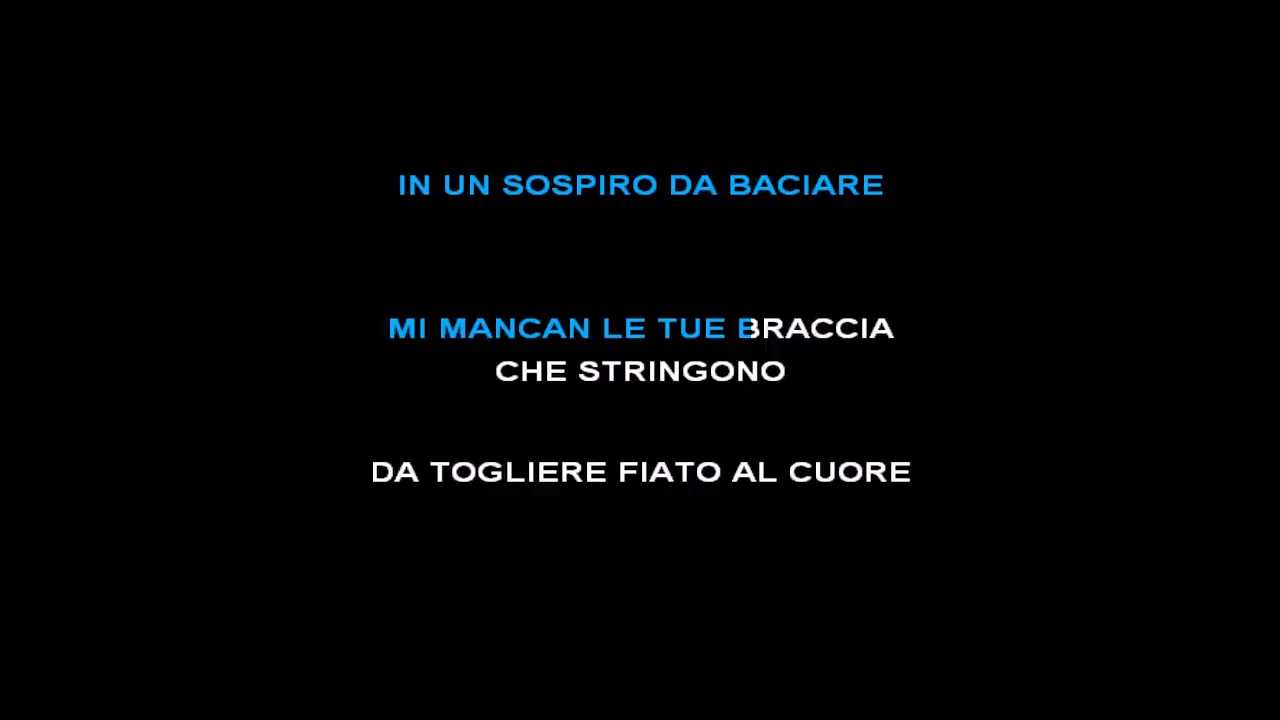 IN UN SOSPIRO DA BACIARE
MI MANCAN LE TUE BRACCIA
CHE STRINGONO
DA TOGLIERE FIATO AL CUORE